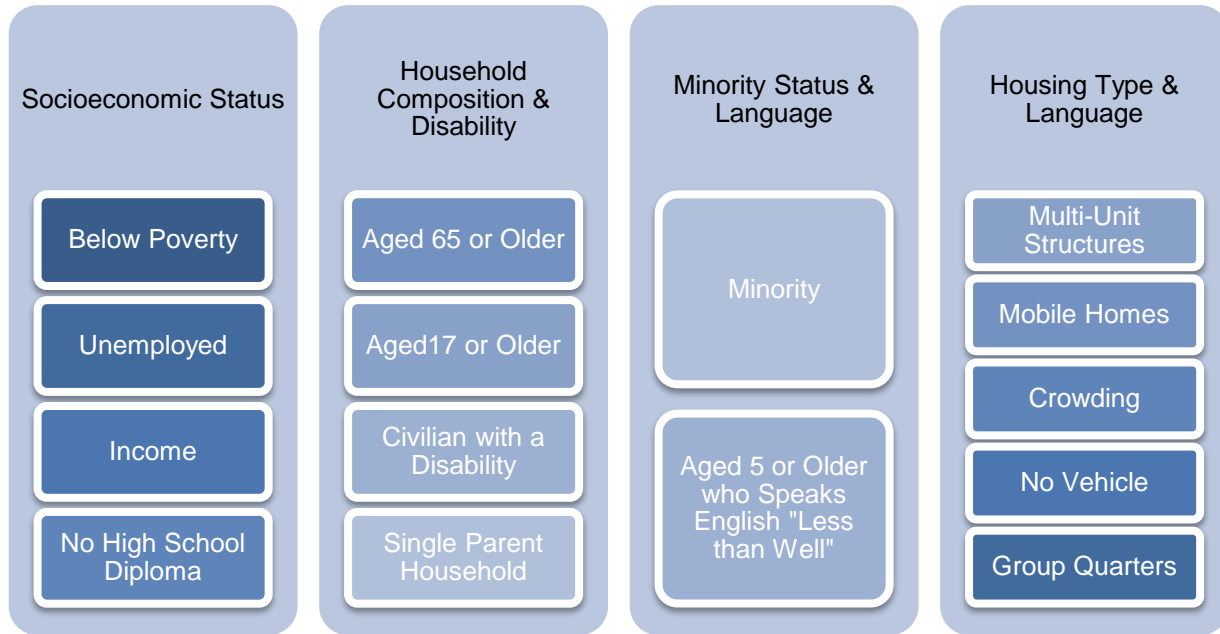 Socioeconomic Status
Below Poverty
Unemployed
Income
No High School
Diploma
Household
Composition &
Disability
Aged 65 or Older
Aged17 or Older
Civilian with a
Disability
Single Parent
Household
Minority Status &
Language
Minority
Aged 5 or Older
who Speaks
English "Less
than Well"
Housing Type &
Language
Multi-Unit
Structures
Mobile Homes
Crowding
No Vehicle
Group Quarters